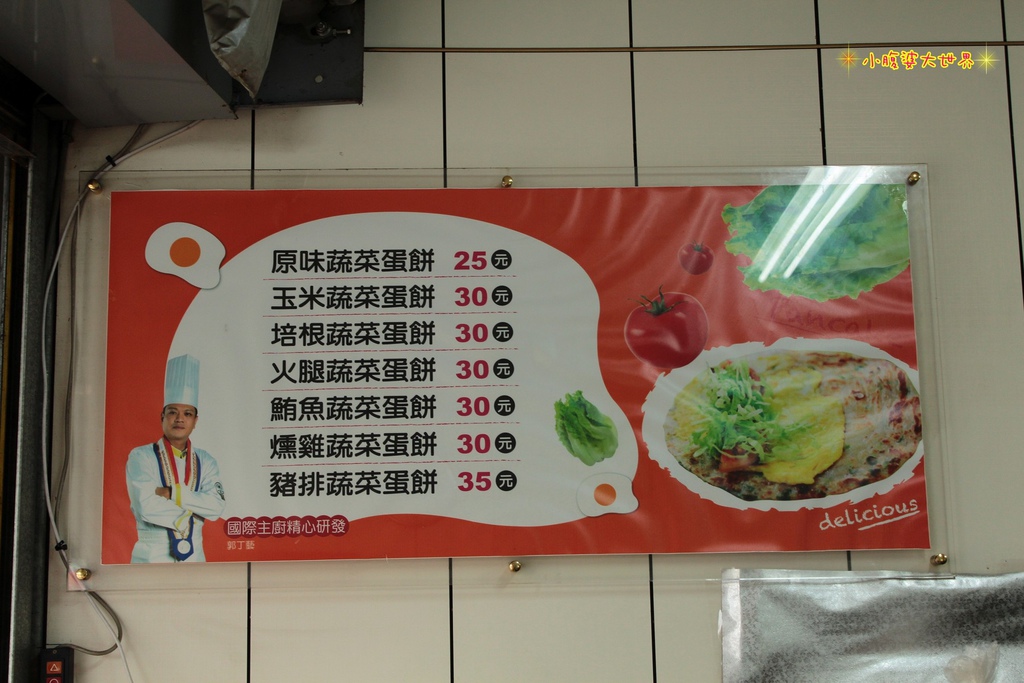 小腹婆大世界
原味蔬菜蛋餅 25元
玉米蔬菜蛋餅 30元
培根蔬菜蛋餅 30元
火腿蔬菜蛋餅 30元
鮪魚蔬菜蛋餅 30元
燻雞蔬菜蛋餅 30元
豬排蔬菜蛋餅 35元
delicious
國際主廚精心研發
郭丁藝